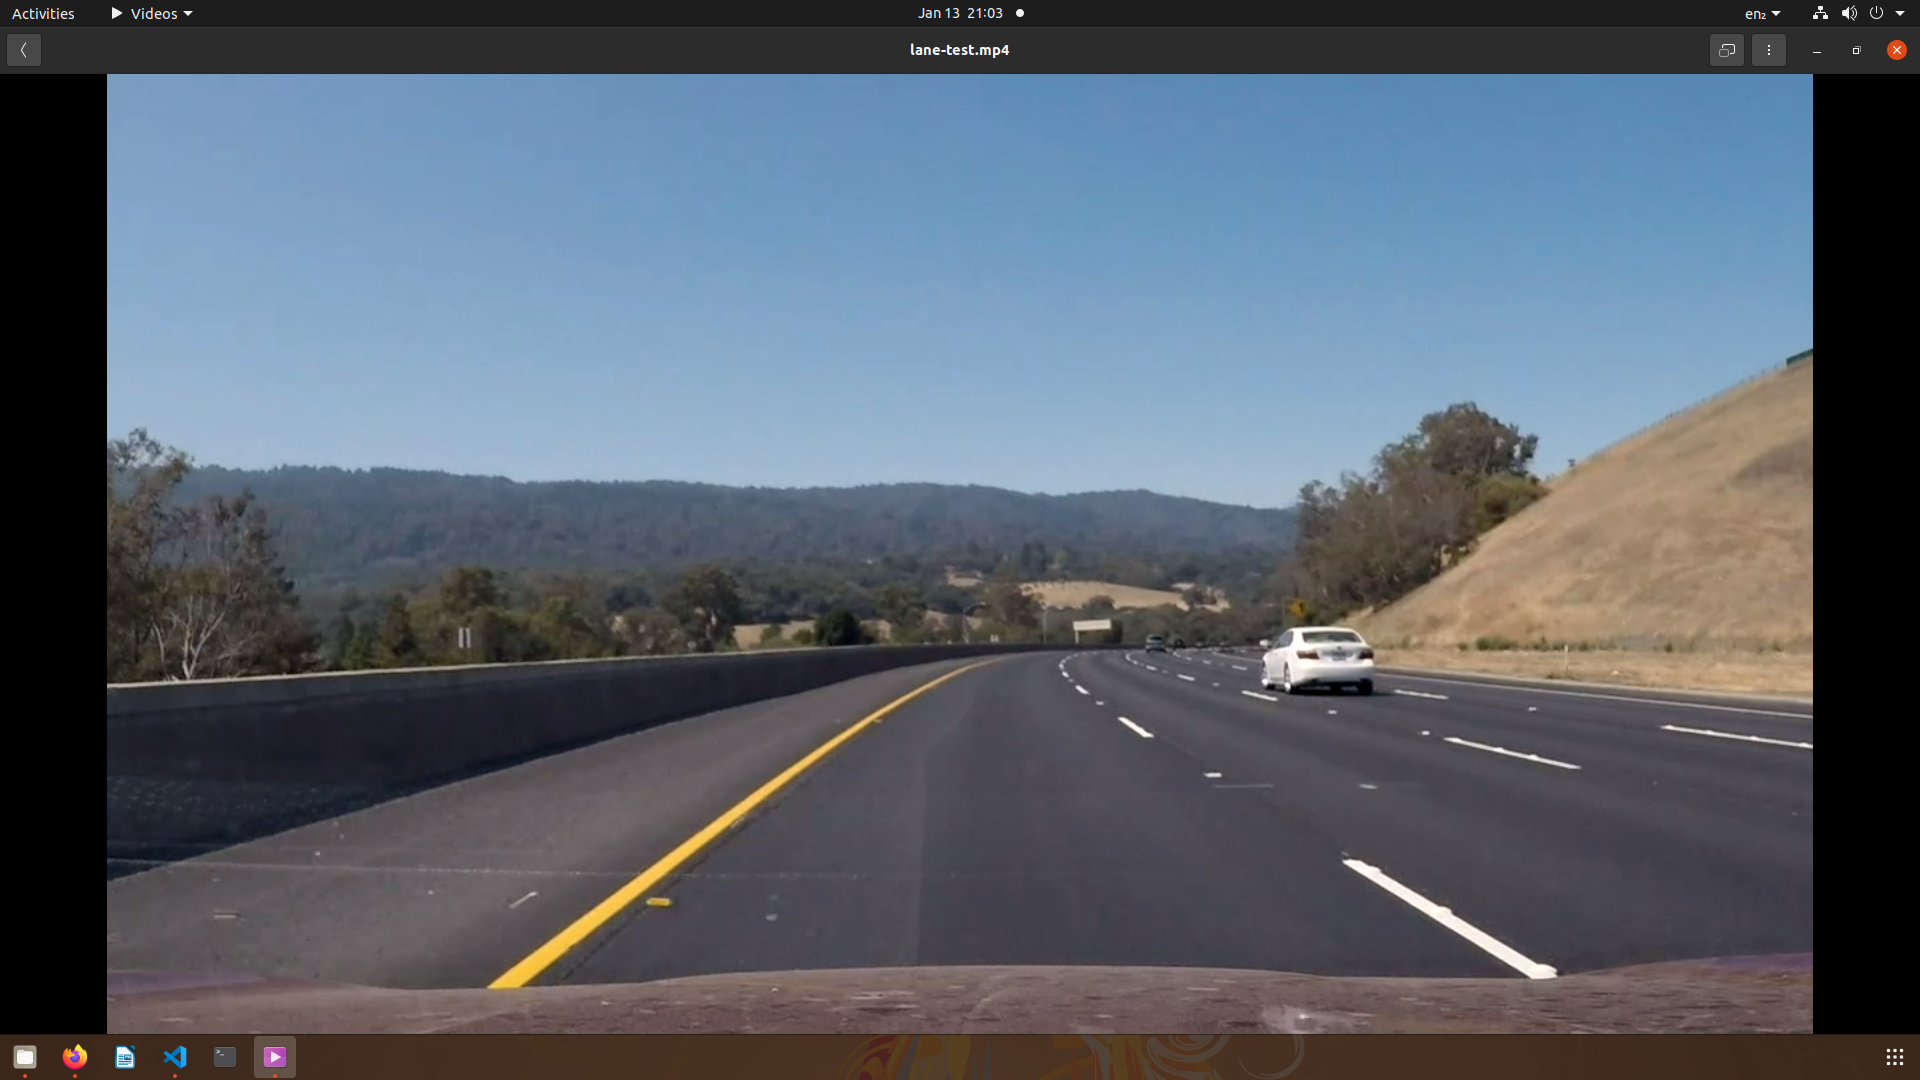 Activities
Videos
Jan 13 21:03
en₂
lane-test.mp4